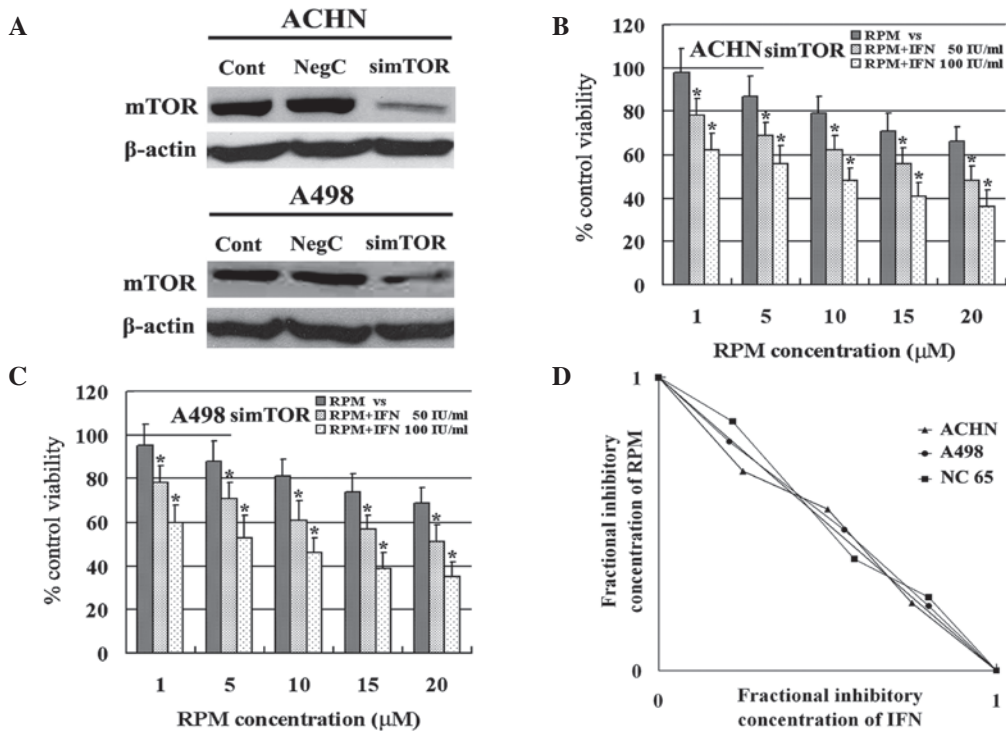 A
ACHN
Cont NegC simTOR
mTOR
β-actin
A498
Cont NegC simTOR
mTOR
β-actin
B
% control viability
120
100
80
60
40
20
0
ACHN simTOR
RPM vs
RPM+IFN 50 IU/ml
RPM+IFN 100 IU/ml
* * * * * * * * * *
1 5 10 15 20
RPM concentration (µM)
C
% control viability
120
100
80
60
40
20
0
A498 simTOR
RPM vs
RPM+IFN 50 IU/ml
RPM+IFN 100 IU/ml
* * * * * * * * * *
1 5 10 15 20
RPM concentration (µM)
D
Fractional inhibitory
concentration of RPM
1
0
ACHN
A498
NC 65
0 1
Fractional inhibitory
concentration of IFN